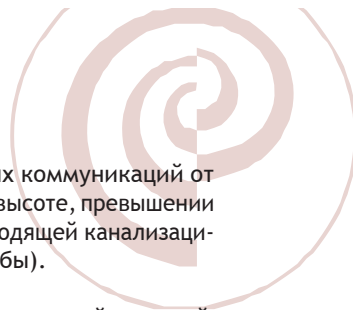 их коммуникаций от
высоте, превышении
одящей канализаци-
бы).